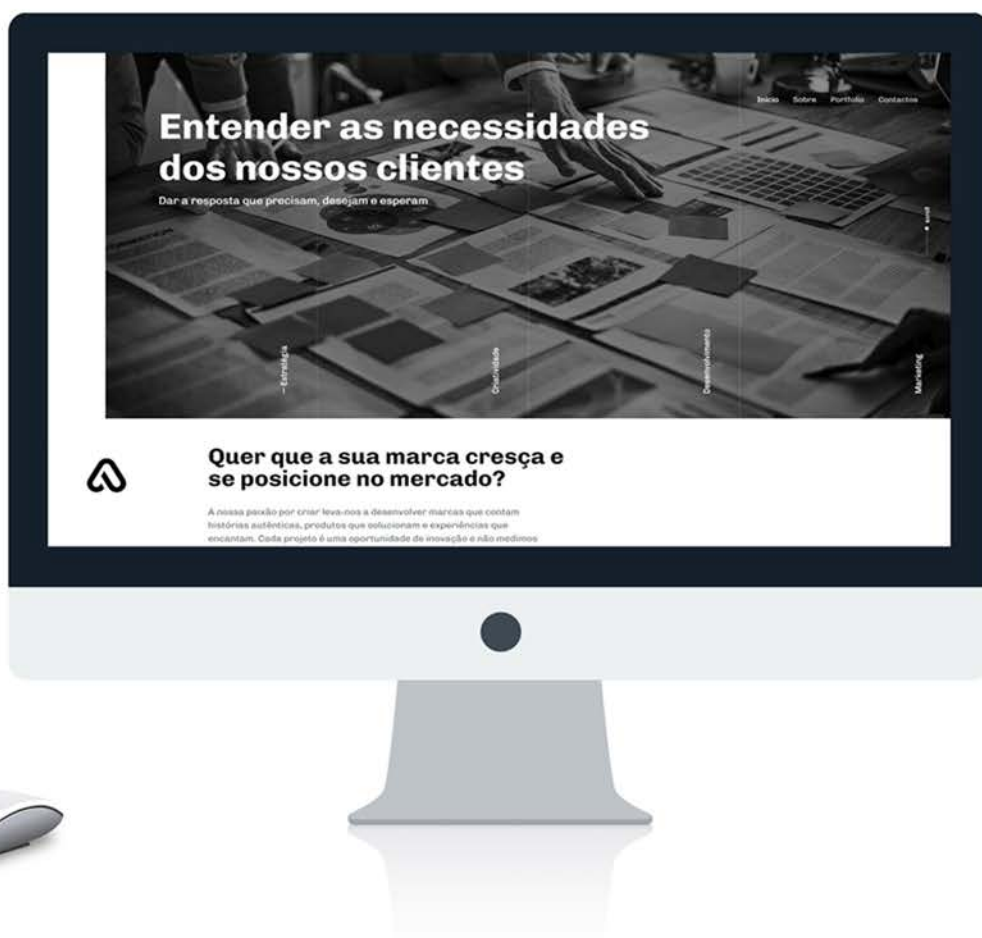 Início Sobre Portfolio Contactos
Entender as necessidades
dos nossos clientes
Dar a resposta que precisam, desejam e esperam
scroll
— Estratégia
Criatividade
Desenvolvimento
Marketing
Quer que a sua marca cresça e
se posicione no mercado?
A nossa paixão por criar leva-nos a desenvolver marcas que contam
histórias autênticas, produtos que solucionam e experiências que
encantam. Cada projeto é uma oportunidade de inovação e não medimos